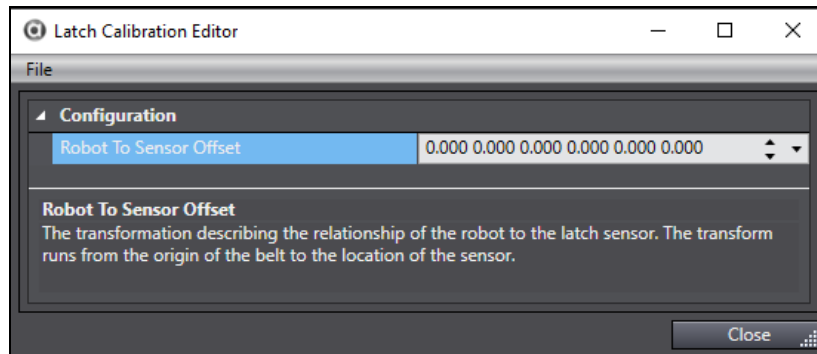 Latch Calibration Editor
File
Configuration
Robot To Sensor Offset 0.000 0.000 0.000 0.000 0.000 0.000
Robot To Sensor Offset
The transformation describing the relationship of the robot to the latch sensor. The transform
runs from the origin of the belt to the location of the sensor.
Close